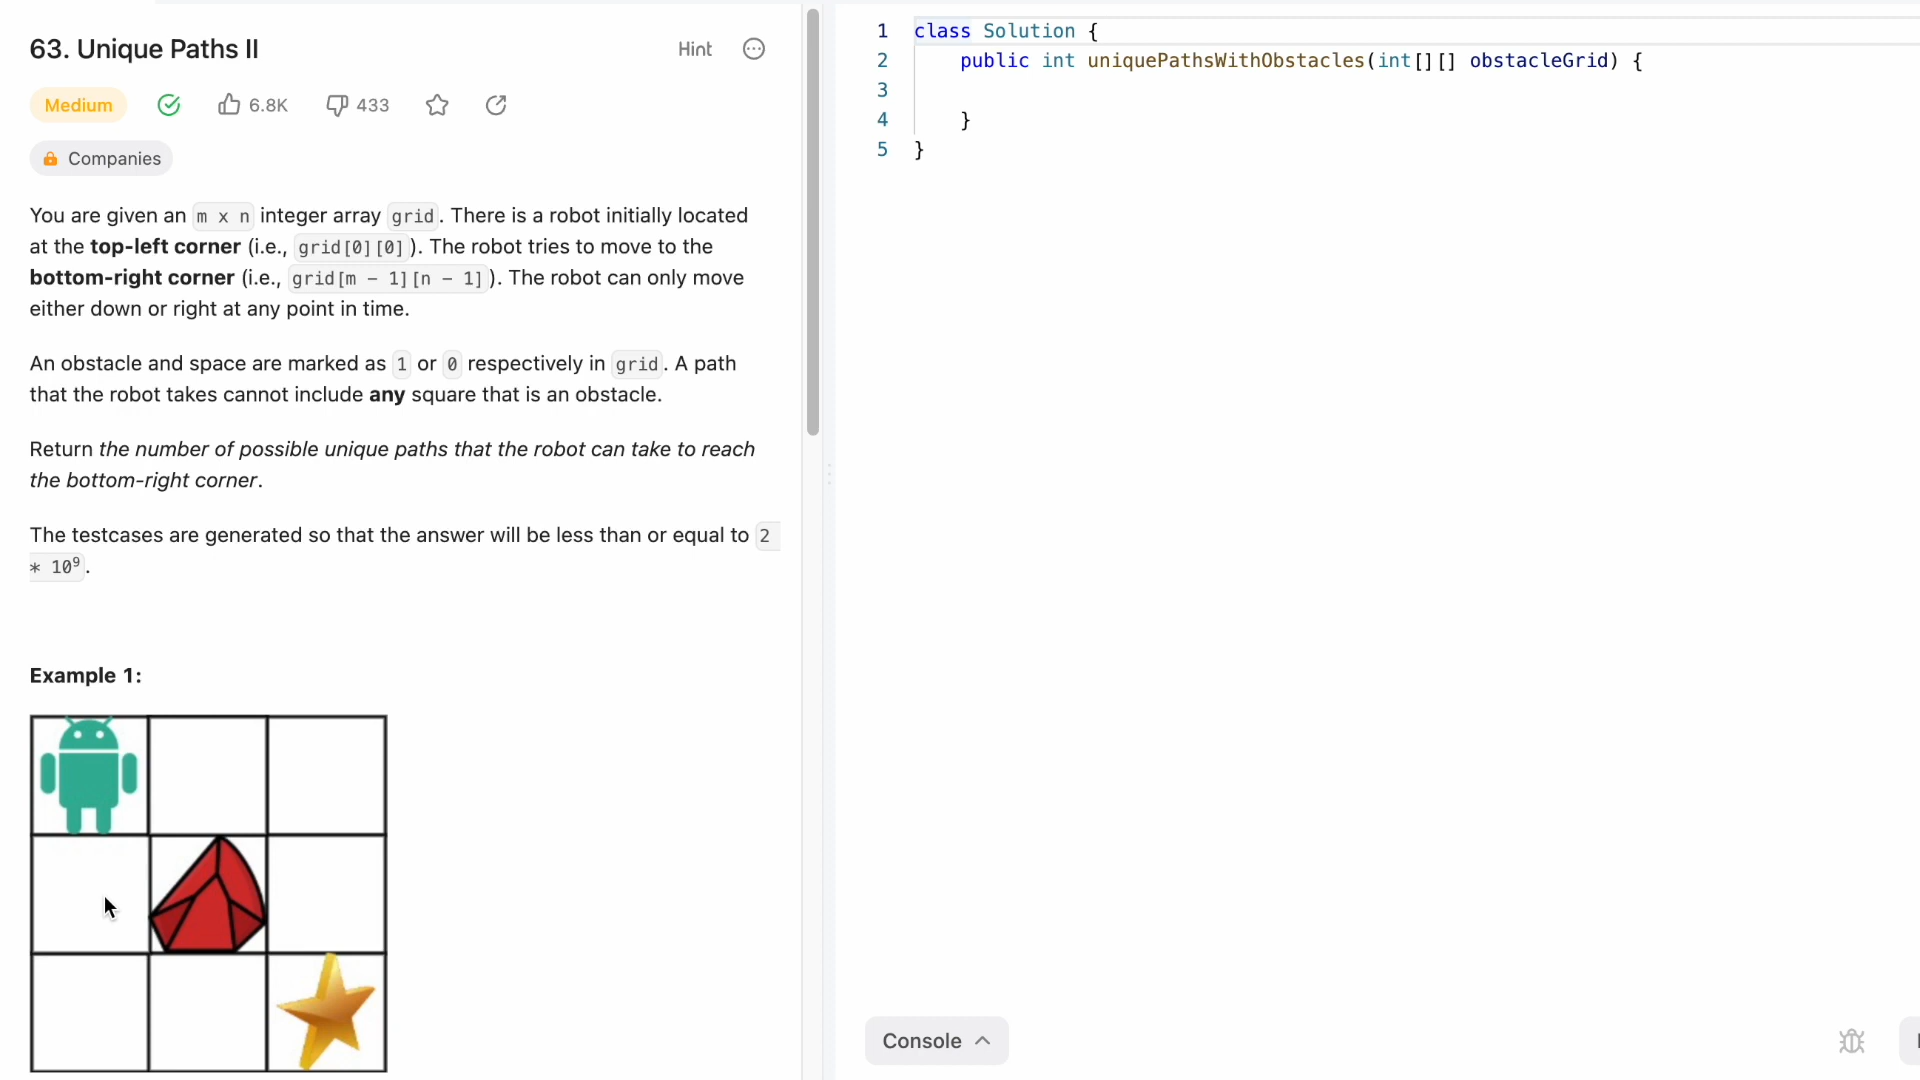 63. Unique Paths II
Hint
Medium
6.8K
433
Companies
You are given an m x n integer array grid. There is a robot initially located
at the top-left corner (i.e., grid[0][0]). The robot tries to move to the
bottom-right corner (i.e., grid[m - 1][n - 1]). The robot can only move
either down or right at any point in time.
An obstacle and space are marked as 1 or 0 respectively in grid. A path
that the robot takes cannot include any square that is an obstacle.
Return the number of possible unique paths that the robot can take to reach
the bottom-right corner.
The testcases are generated so that the answer will be less than or equal to 2
* 10⁹.
Example 1:
1 class Solution {
2 public int uniquePathsWithObstacles(int[][] obstacleGrid) {
3
4 }
5 }
Console